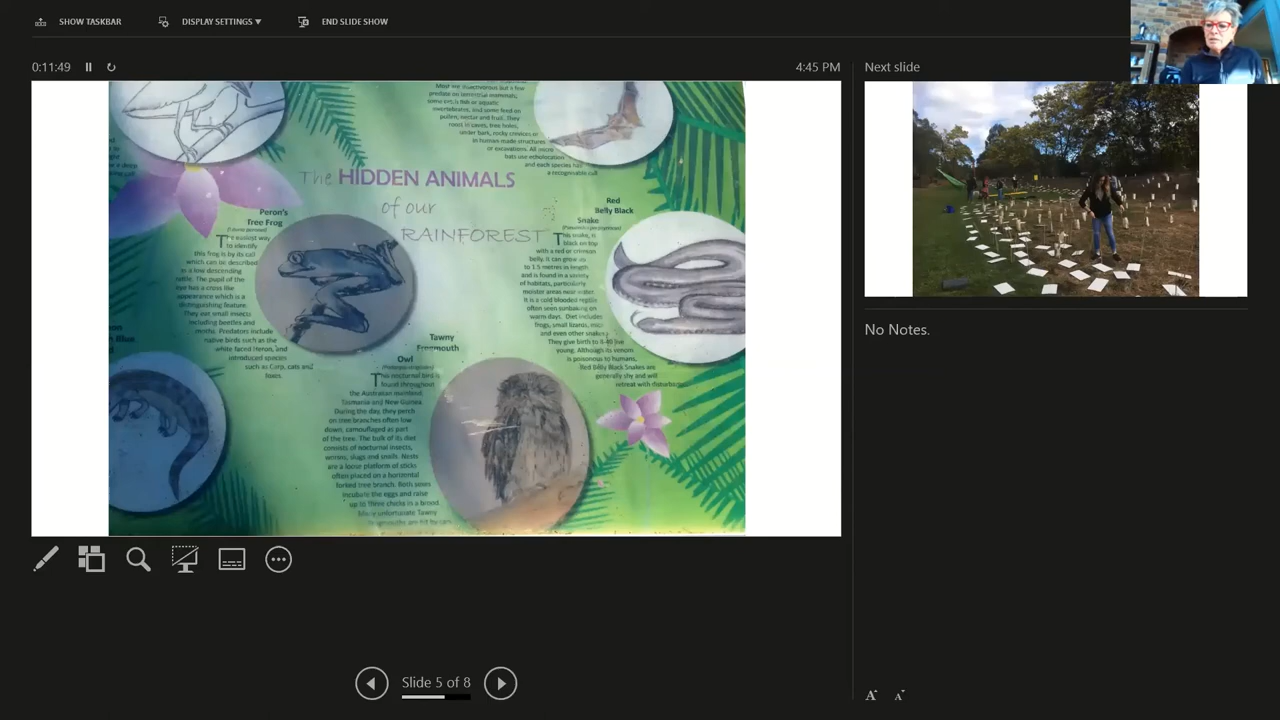 SHOW TASKBAR
DISPLAY SETTINGS ▼
END SLIDE SHOW
0:11:49
4:45 PM
Next slide
Most are insectivorous but a few
some eat fish or aquatic
invertebrates, and some feed on
pollen, nectar and fruit. They
roost in caves, tree holes,
under bark, rocky crevices or
in human made structures
or excavations. All micro
bats use echolocation
and each species has
a recognisable call.
The HIDDEN ANIMALS
of our
RAINFOREST
Peron's
Tree Frog
The easiest way
to identify
this frog is by its call
which can be described
as a low descending
rattle. The pupil of the
eye has a cross like
appearance which is a
distinguishing feature.
They eat small insects
including beetles and
moths. Predators include
native birds such as the
white faced Heron, and
introduced species
such as Carp, cats and
foxes.
Red
Belly Black
Snake
This snake, is
black on top
with a red or crimson
belly. It can grow up
to 1.5 metres in length
and is found in a variety
of habitats, particularly
moister areas near water.
It is a cold blooded reptile
often seen sunbaking on
warm days. Diet includes
frogs, small lizards, mice
and even other snakes.
They give birth to 8-40 live
young. Although its venom
is poisonous to humans,
Red Belly Black Snakes are
generally shy and will
retreat with disturbance.
Tawny
Frogmouth
Owl
This nocturnal bird is
found throughout
the Australian mainland,
Tasmania and New Guinea.
During the day, they perch
on tree branches often low
down, camouflaged as part
of the tree. The bulk of its diet
consists of nocturnal insects,
worms, slugs and snails. Nests
are a loose platform of sticks
often placed on a horizontal
forked tree branch. Both sexes
incubate the eggs and raise
up to three chicks in a brood.
Many unfortunate Tawny
Frogmouths are hit by cars
No Notes.
Slide 5 of 8
A A